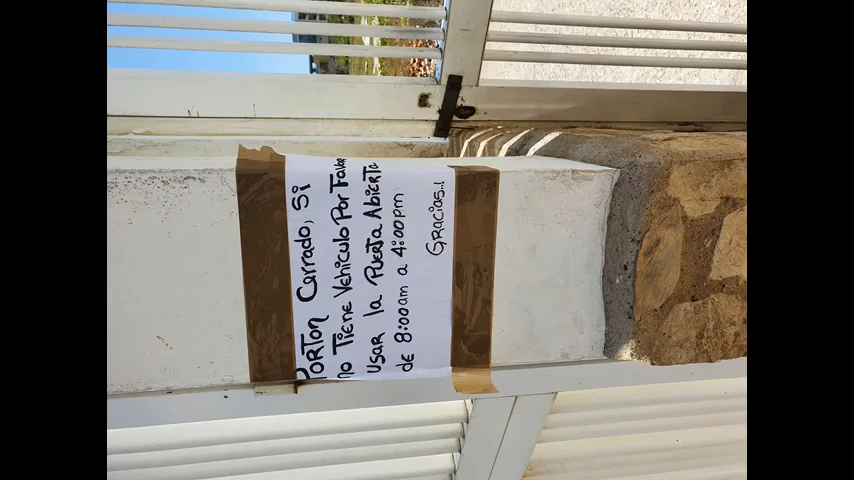 PORTON Cerrado, Si
no Tiene Vehiculo Por Favor
usar la Puerta Abierta
de 8:00am a 4:00pm
Gracias..!